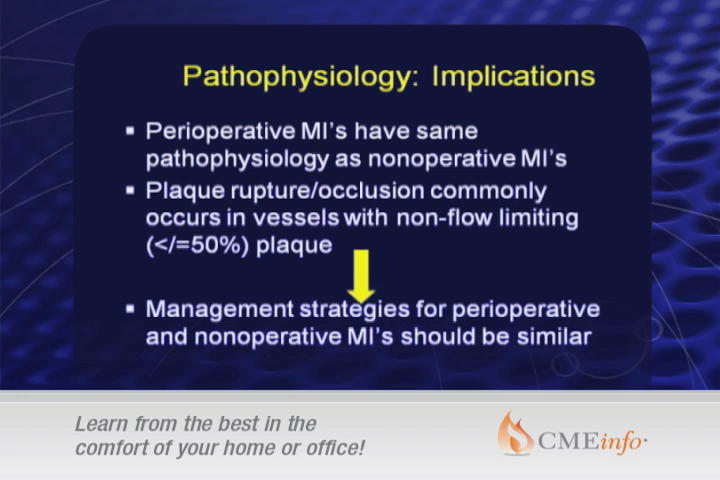 Pathophysiology: Implications
▪ Perioperative MI's have same
pathophysiology as nonoperative MI's
▪ Plaque rupture/occlusion commonly
occurs in vessels with non-flow limiting
(</=50%) plaque
▪ Management strategies for perioperative
and nonoperative MI's should be similar
Learn from the best in the
comfort of your home or office!
CMEinfo